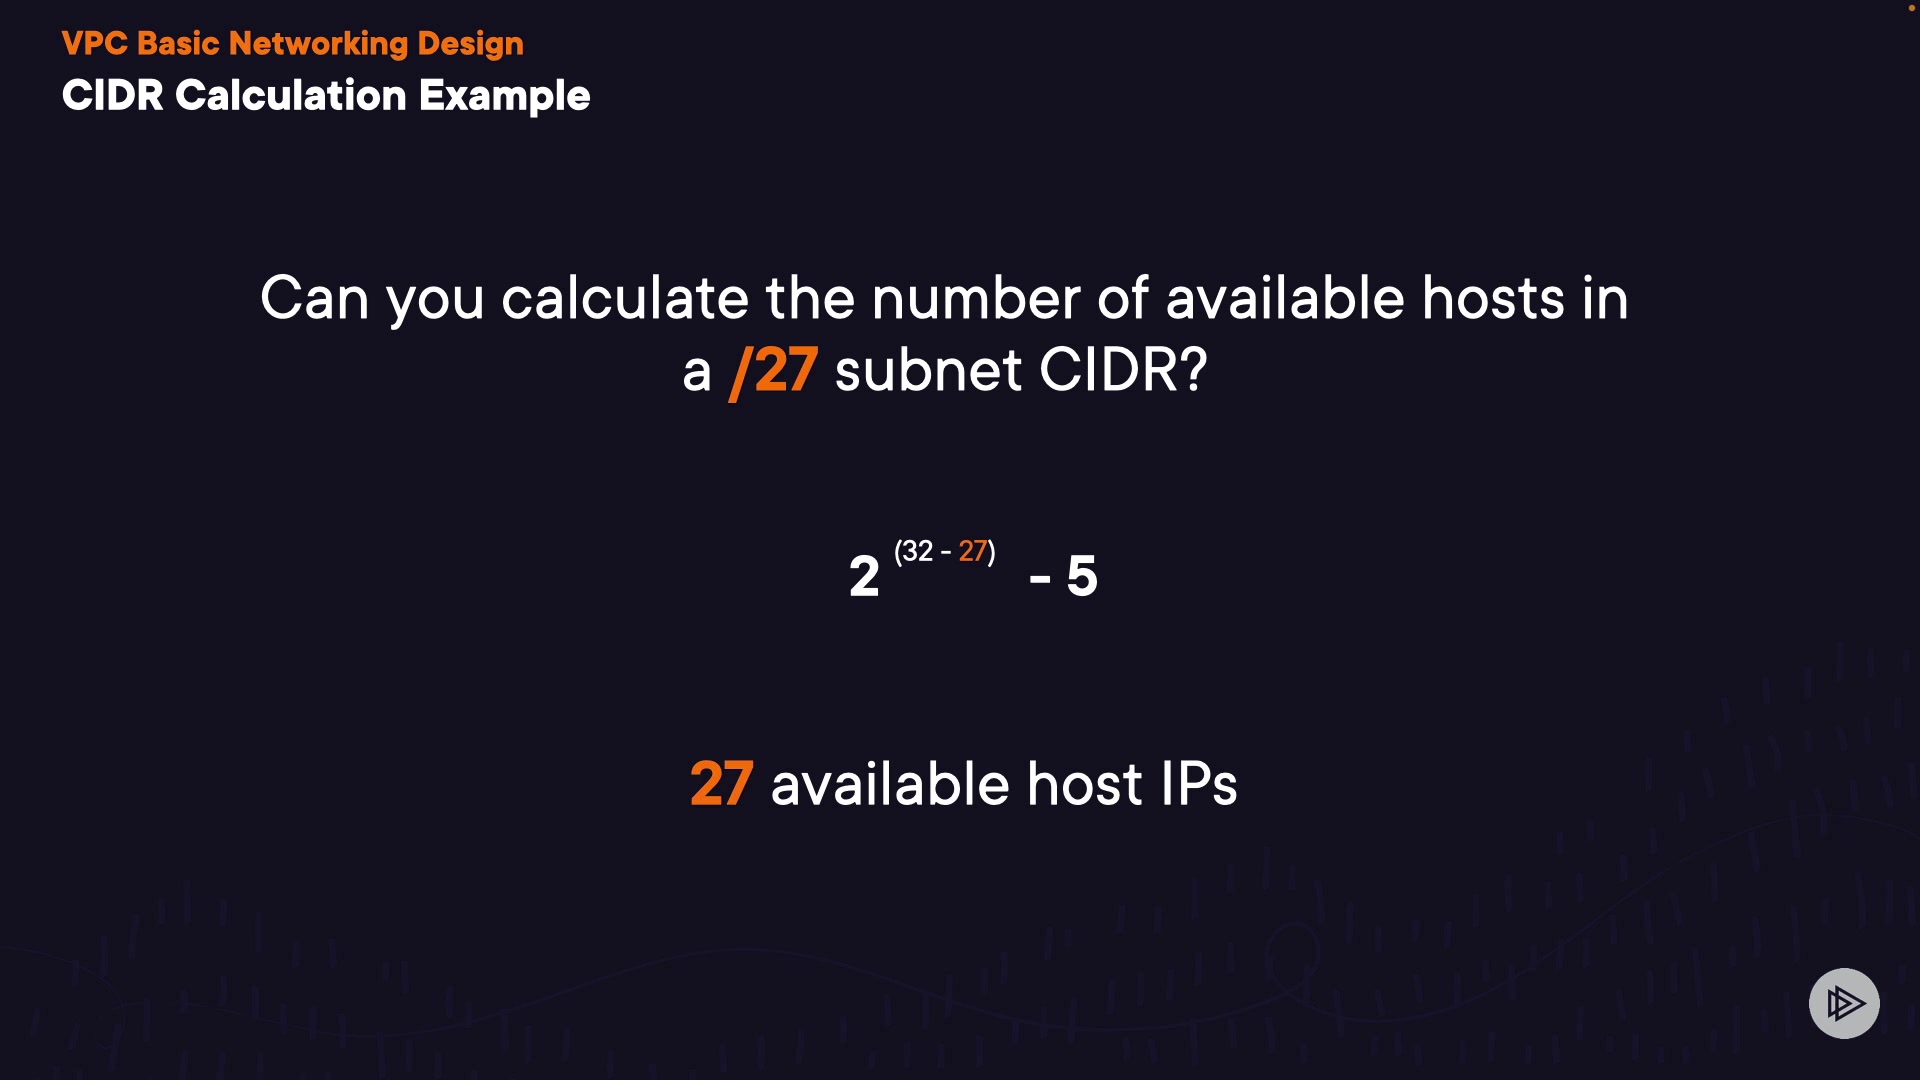 VPC Basic Networking Design
CIDR Calculation Example
Can you calculate the number of available hosts in
a /27 subnet CIDR?
2 (32 - 27) - 5
27 available host IPs